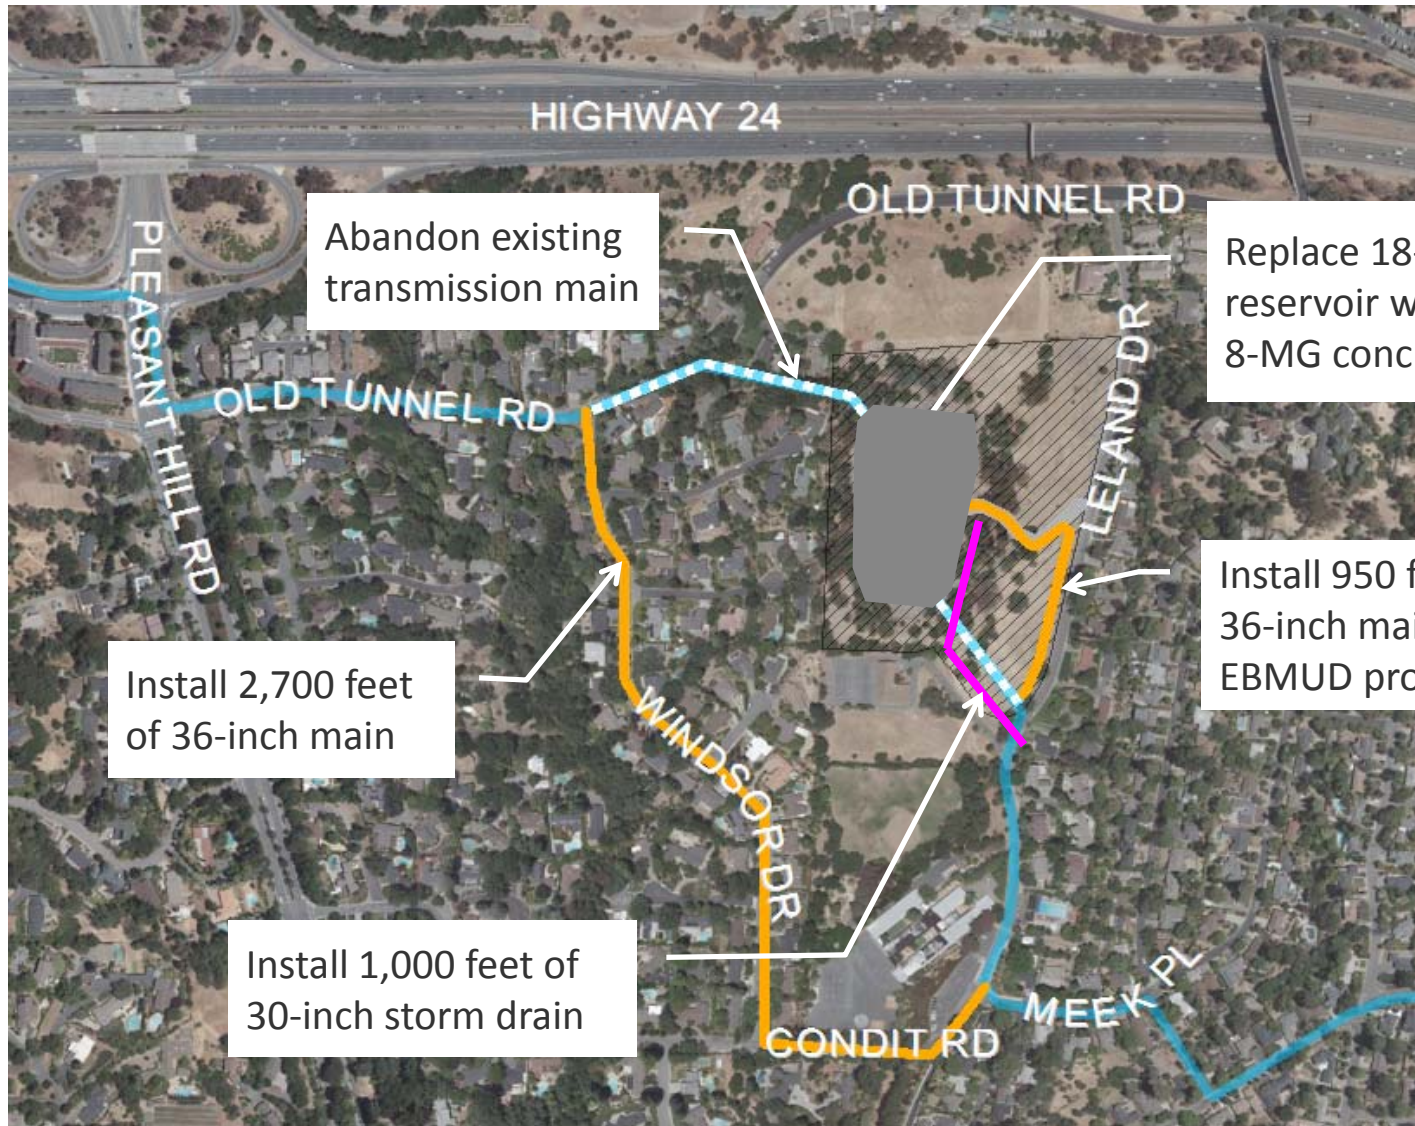 HIGHWAY 24
OLD TUNNEL RD
PLEASANT HILL RD
Abandon existing
transmission main
Replace 18-
reservoir w
8-MG conc
OLD TUNNEL RD
LELAND DR
Install 950 f
36-inch mai
EBMUD pro
Install 2,700 feet
of 36-inch main
WINDSOR DR
Install 1,000 feet of
30-inch storm drain
MEEK PL
CONDIT RD